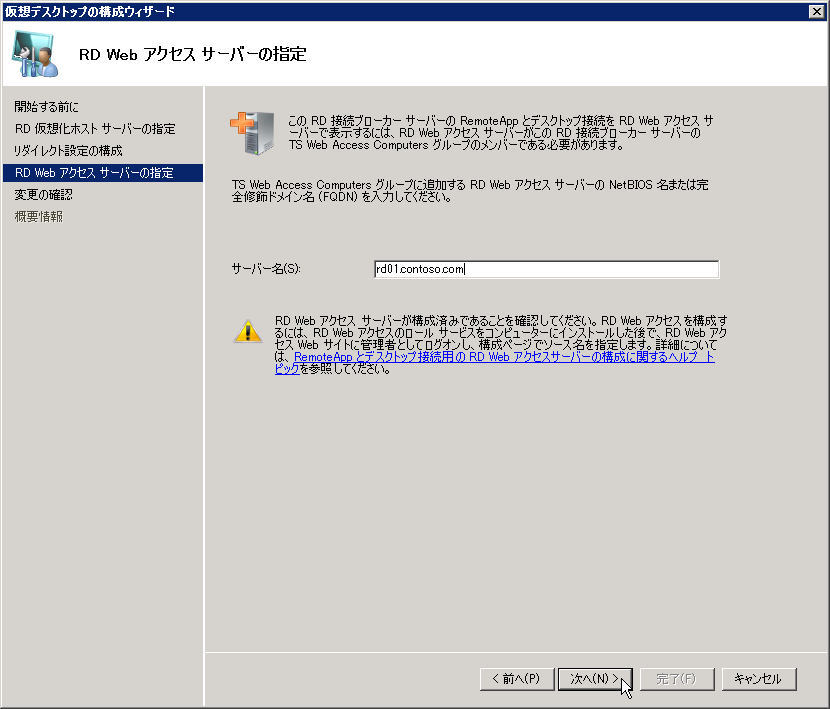 仮想デスクトップの構成ウィザード
RD Web アクセス サーバーの指定
開始する前に
RD 仮想化ホスト サーバーの指定
リダイレクト設定の構成
RD Web アクセス サーバーの指定
変更の確認
概要情報
この RD 接続ブローカー サーバーの RemoteApp とデスクトップ接続を RD Web アクセス サ
ーバーで表示するには、RD Web アクセス サーバーがこの RD 接続ブローカー サーバーの
TS Web Access Computers グループのメンバーである必要があります。
TS Web Access Computers グループに追加する RD Web アクセス サーバーの NetBIOS 名または完
全修飾ドメイン名 (FQDN) を入力してください。
サーバー名(S):
rd01.contoso.com
RD Web アクセス サーバーが構成済みであることを確認してください。RD Web アクセスを構成す
るには、RD Web アクセスのロール サービスをコンピューターにインストールした後で、RD Web アク
セス Web サイトに管理者としてログオンし、構成ページでソース名を指定します。詳細について
は、RemoteApp とデスクトップ接続用の RD Web アクセスサーバーの構成に関するヘルプ ト
ピックを参照してください。
< 前へ(P)
次へ(N) >
完了(F)
キャンセル